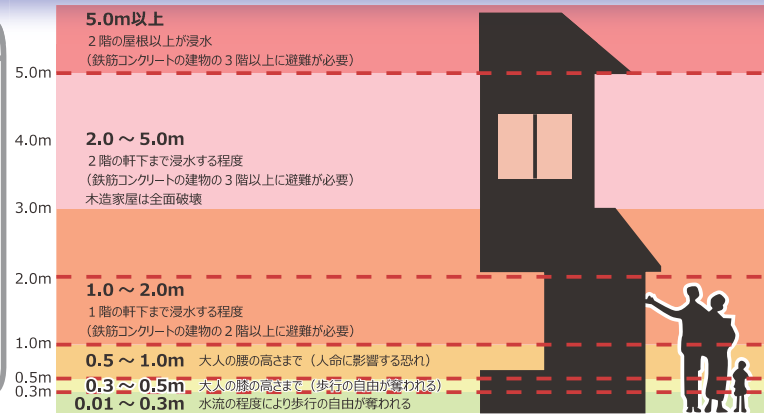 5.0m以上
２階の屋根以上が浸水
（鉄筋コンクリートの建物の３階以上に避難が必要）
5.0m
4.0m
2.0 ～ 5.0m
２階の軒下まで浸水する程度
（鉄筋コンクリートの建物の３階以上に避難が必要）
木造家屋は全面破壊
3.0m
2.0m
1.0 ～ 2.0m
１階の軒下まで浸水する程度
（鉄筋コンクリートの建物の２階以上に避難が必要）
1.0m
0.5 ～ 1.0m 大人の腰の高さまで（人命に影響する恐れ）
0.5m
0.3 ～ 0.5m 大人の膝の高さまで（歩行の自由が奪われる）
0.3m
0.01 ～ 0.3m 水流の程度により歩行の自由が奪われる